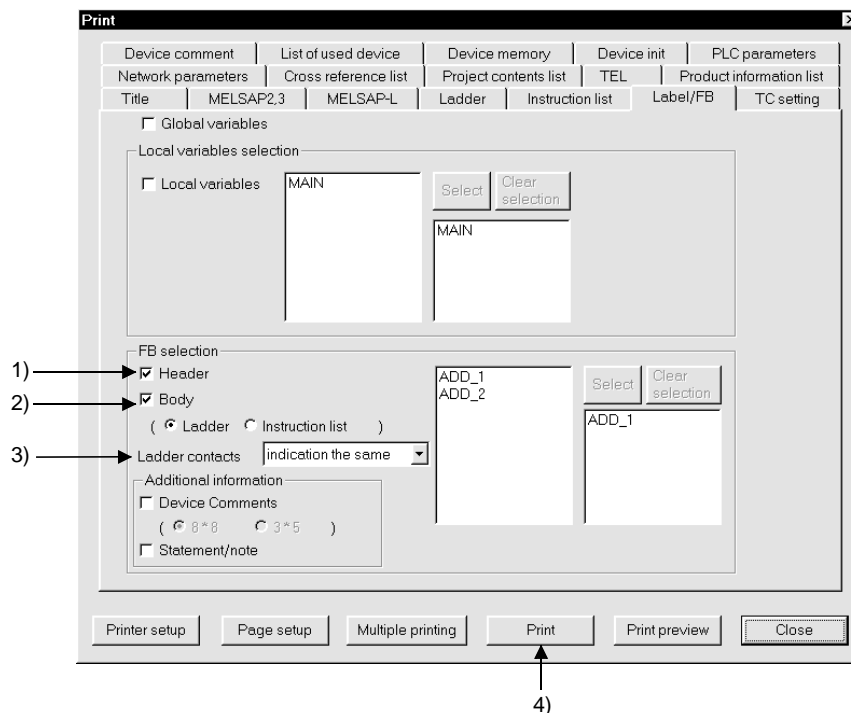 Print
Device comment List of used device Device memory Device init PLC parameters
Network parameters Cross reference list Project contents list TEL Product information list
Title MELSAP2,3 MELSAP-L Ladder Instruction list Label/FB TC setting
Global variables
Local variables selection
Local variables
MAIN
Select
Clear
selection
MAIN
FB selection
1)
Header
2)
Body
( Ladder Instruction list )
3)
Ladder contacts indication the same
Additional information
Device Comments
( 8*8 3*5 )
Statement/note
ADD_1
ADD_2
Select
Clear
selection
ADD_1
Printer setup Page setup Multiple printing Print Print preview Close
4)